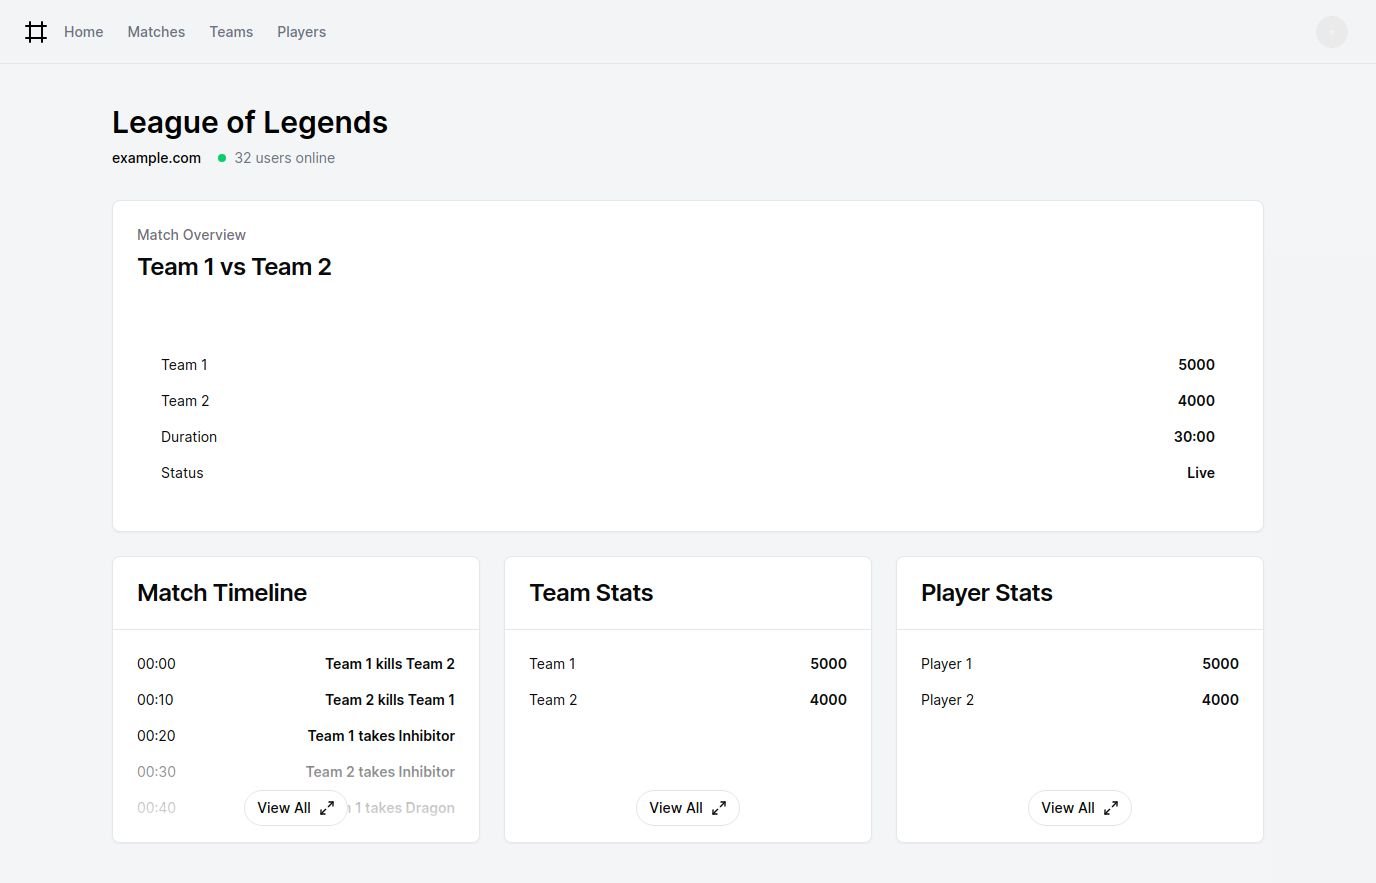 Home Matches Teams Players
League of Legends
example.com 32 users online
Match Overview
Team 1 vs Team 2
Team 1 5000
Team 2 4000
Duration 30:00
Status Live
Match Timeline
00:00 Team 1 kills Team 2
00:10 Team 2 kills Team 1
00:20 Team 1 takes Inhibitor
00:30 Team 2 takes Inhibitor
00:40 1 takes Dragon
View All
Team Stats
Team 1 5000
Team 2 4000
View All
Player Stats
Player 1 5000
Player 2 4000
View All